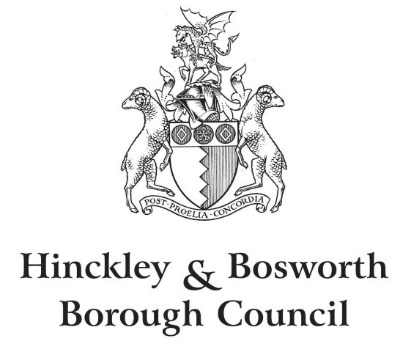 POST · PROELIA · CONCORDIA
Hinckley & Bosworth
Borough Council